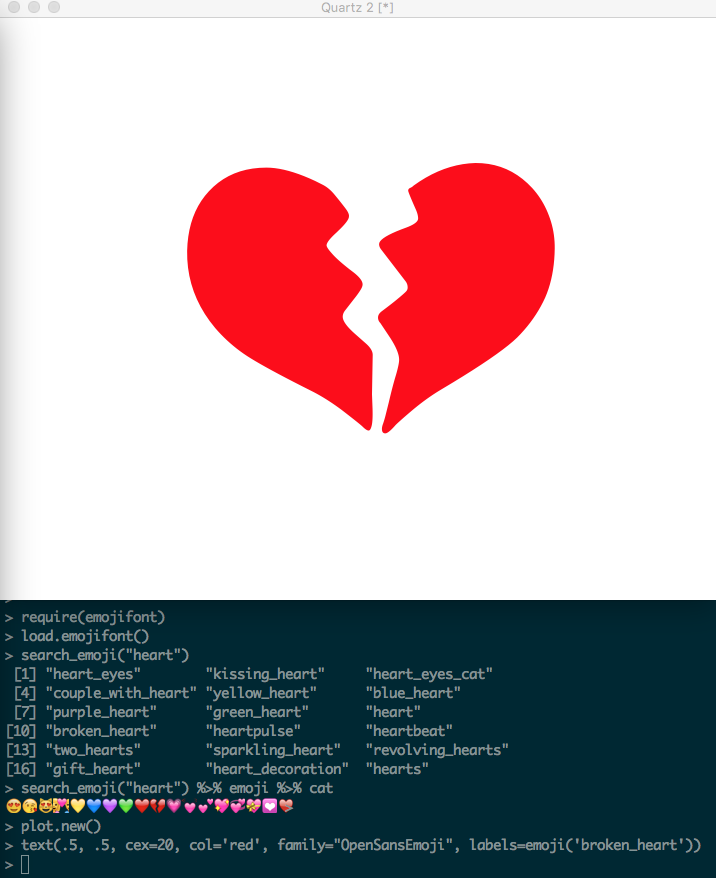 Quartz 2 [*]
>
> require(emojifont)
> load.emojifont()
> search_emoji("heart")
 [1] "heart_eyes"        "kissing_heart"     "heart_eyes_cat"
 [4] "couple_with_heart" "yellow_heart"      "blue_heart"
 [7] "purple_heart"      "green_heart"       "heart"
[10] "broken_heart"      "heartpulse"        "heartbeat"
[13] "two_hearts"        "sparkling_heart"   "revolving_hearts"
[16] "gift_heart"        "heart_decoration"  "hearts"
> search_emoji("heart") %>% emoji %>% cat
😍😘😻💑💛💙💜💚❤️💔💗💓💕💖💞💝💟♥️
> plot.new()
> text(.5, .5, cex=20, col='red', family="OpenSansEmoji", labels=emoji('broken_heart'))
>